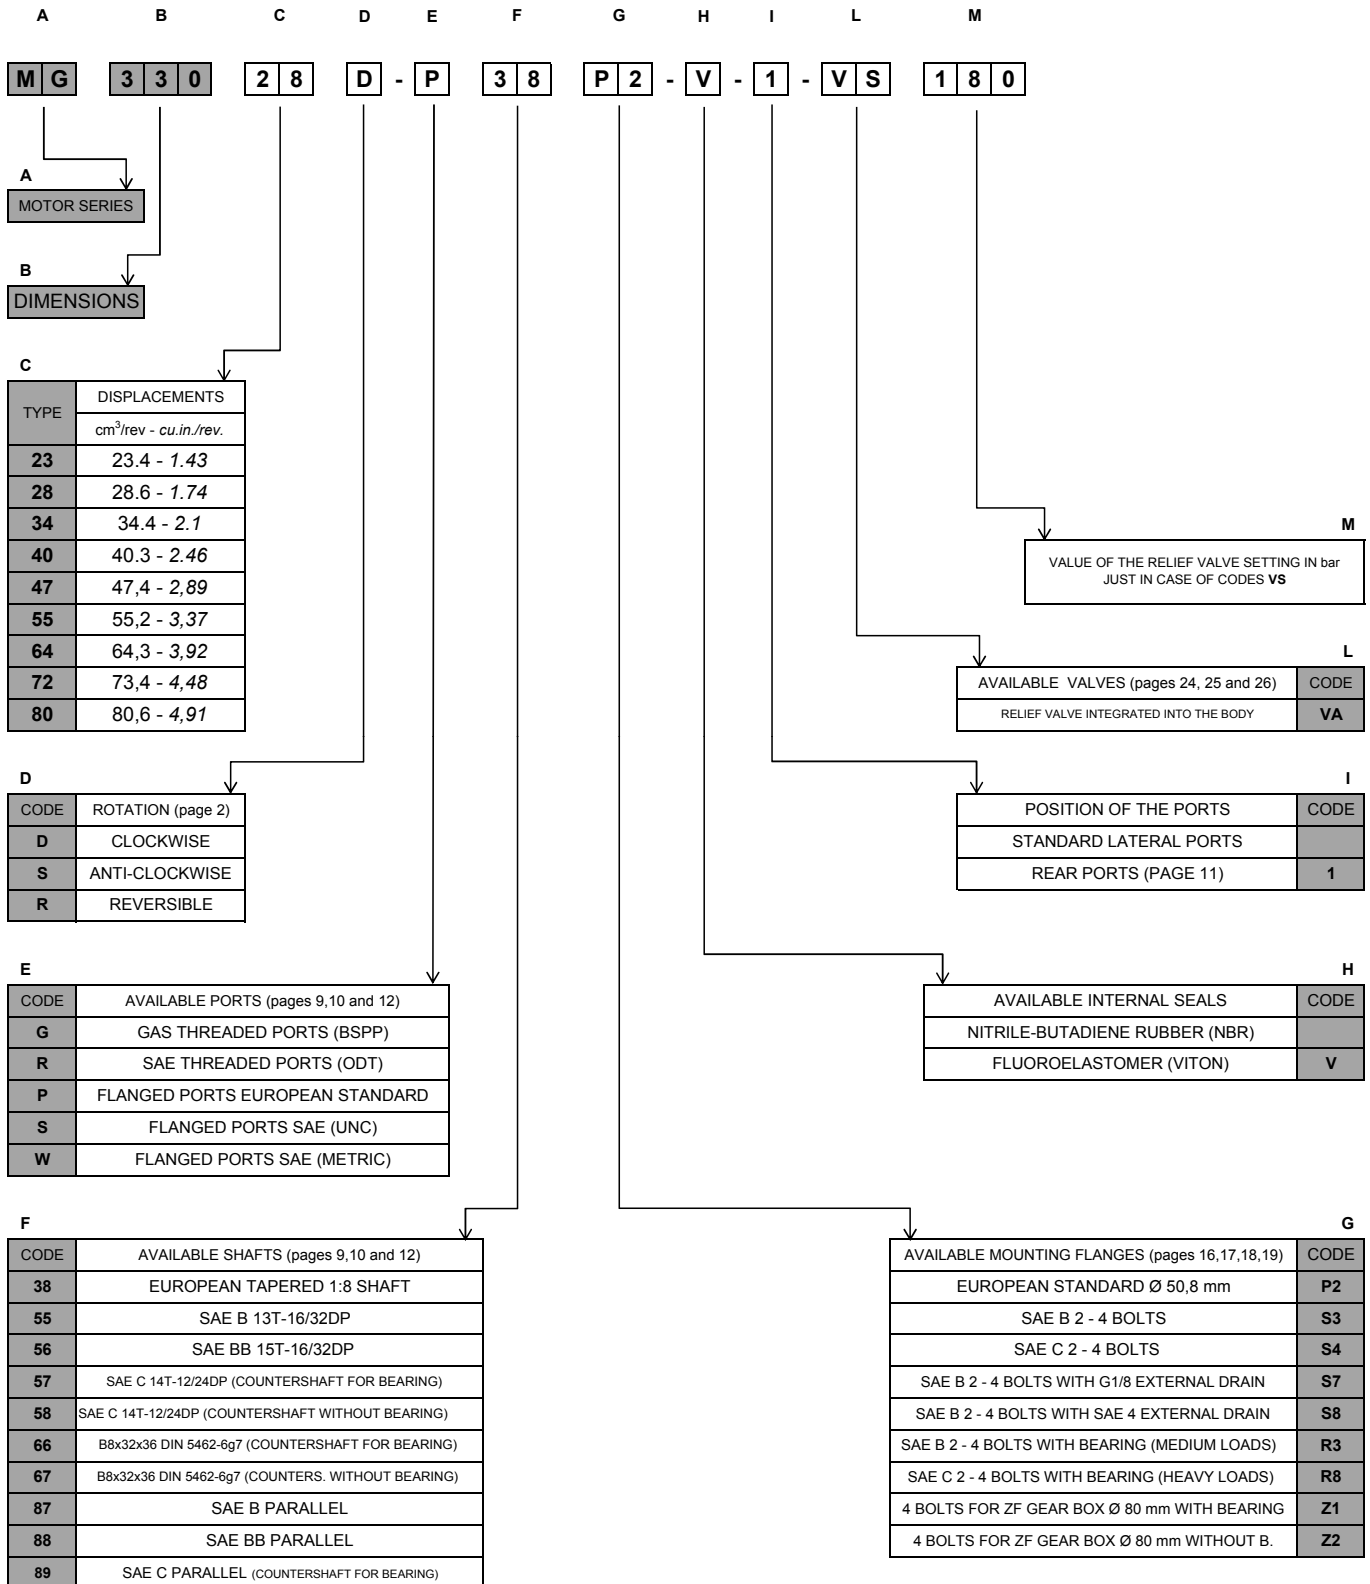 A B C D E F G H I L M
MG 330 28 D - P 38 P2 - V - 1 - VS 180
A
MOTOR SERIES
B
DIMENSIONS
C
TYPE DISPLACEMENTS
cm³/rev - cu.in./rev.
23 23.4 - 1.43
28 28.6 - 1.74
34 34.4 - 2.1
40 40.3 - 2.46
47 47,4 - 2,89
55 55,2 - 3,37
64 64,3 - 3,92
72 73,4 - 4,48
80 80,6 - 4,91
M
VALUE OF THE RELIEF VALVE SETTING IN bar
JUST IN CASE OF CODES VS
L
AVAILABLE VALVES (pages 24, 25 and 26) CODE
RELIEF VALVE INTEGRATED INTO THE BODY VA
D
CODE ROTATION (page 2)
D CLOCKWISE
S ANTI-CLOCKWISE
R REVERSIBLE
I
POSITION OF THE PORTS CODE
STANDARD LATERAL PORTS
REAR PORTS (PAGE 11) 1
E
CODE AVAILABLE PORTS (pages 9,10 and 12)
G GAS THREADED PORTS (BSPP)
R SAE THREADED PORTS (ODT)
P FLANGED PORTS EUROPEAN STANDARD
S FLANGED PORTS SAE (UNC)
W FLANGED PORTS SAE (METRIC)
H
AVAILABLE INTERNAL SEALS CODE
NITRILE-BUTADIENE RUBBER (NBR)
FLUOROELASTOMER (VITON) V
F
CODE AVAILABLE SHAFTS (pages 9,10 and 12)
38 EUROPEAN TAPERED 1:8 SHAFT
55 SAE B 13T-16/32DP
56 SAE BB 15T-16/32DP
57 SAE C 14T-12/24DP (COUNTERSHAFT FOR BEARING)
58 SAE C 14T-12/24DP (COUNTERSHAFT WITHOUT BEARING)
66 B8x32x36 DIN 5462-6g7 (COUNTERSHAFT FOR BEARING)
67 B8x32x36 DIN 5462-6g7 (COUNTERS. WITHOUT BEARING)
87 SAE B PARALLEL
88 SAE BB PARALLEL
89 SAE C PARALLEL (COUNTERSHAFT FOR BEARING)
G
AVAILABLE MOUNTING FLANGES (pages 16,17,18,19) CODE
EUROPEAN STANDARD Ø 50,8 mm P2
SAE B 2 - 4 BOLTS S3
SAE C 2 - 4 BOLTS S4
SAE B 2 - 4 BOLTS WITH G1/8 EXTERNAL DRAIN S7
SAE B 2 - 4 BOLTS WITH SAE 4 EXTERNAL DRAIN S8
SAE B 2 - 4 BOLTS WITH BEARING (MEDIUM LOADS) R3
SAE C 2 - 4 BOLTS WITH BEARING (HEAVY LOADS) R8
4 BOLTS FOR ZF GEAR BOX Ø 80 mm WITH BEARING Z1
4 BOLTS FOR ZF GEAR BOX Ø 80 mm WITHOUT B. Z2